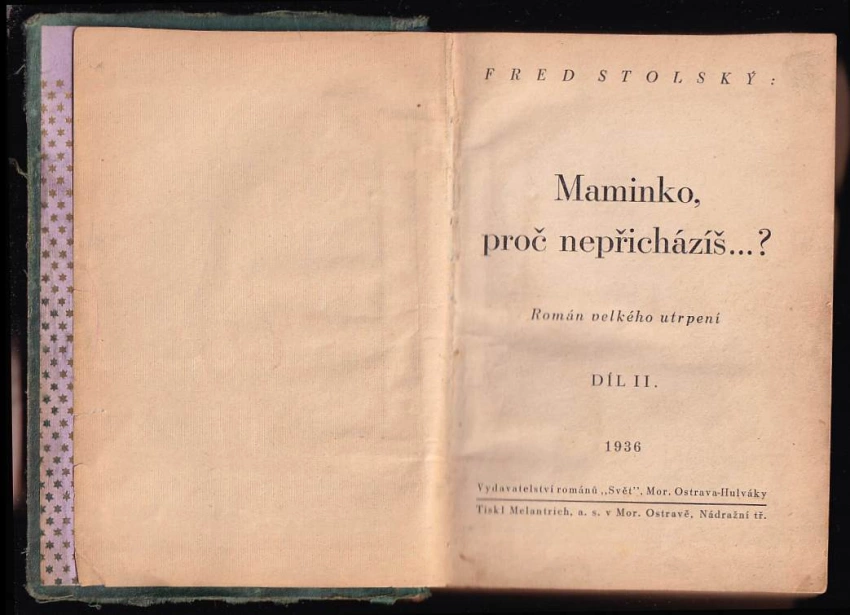 FRED STOLSKÝ:
Maminko,
proč nepřicházíš...?
Román velkého utrpení
DÍL II.
1936
Vydavatelství románů „Svět“, Mor. Ostrava-Hulváky
Tiskl Melantrich, a. s. v Mor. Ostravě, Nádražní tř.